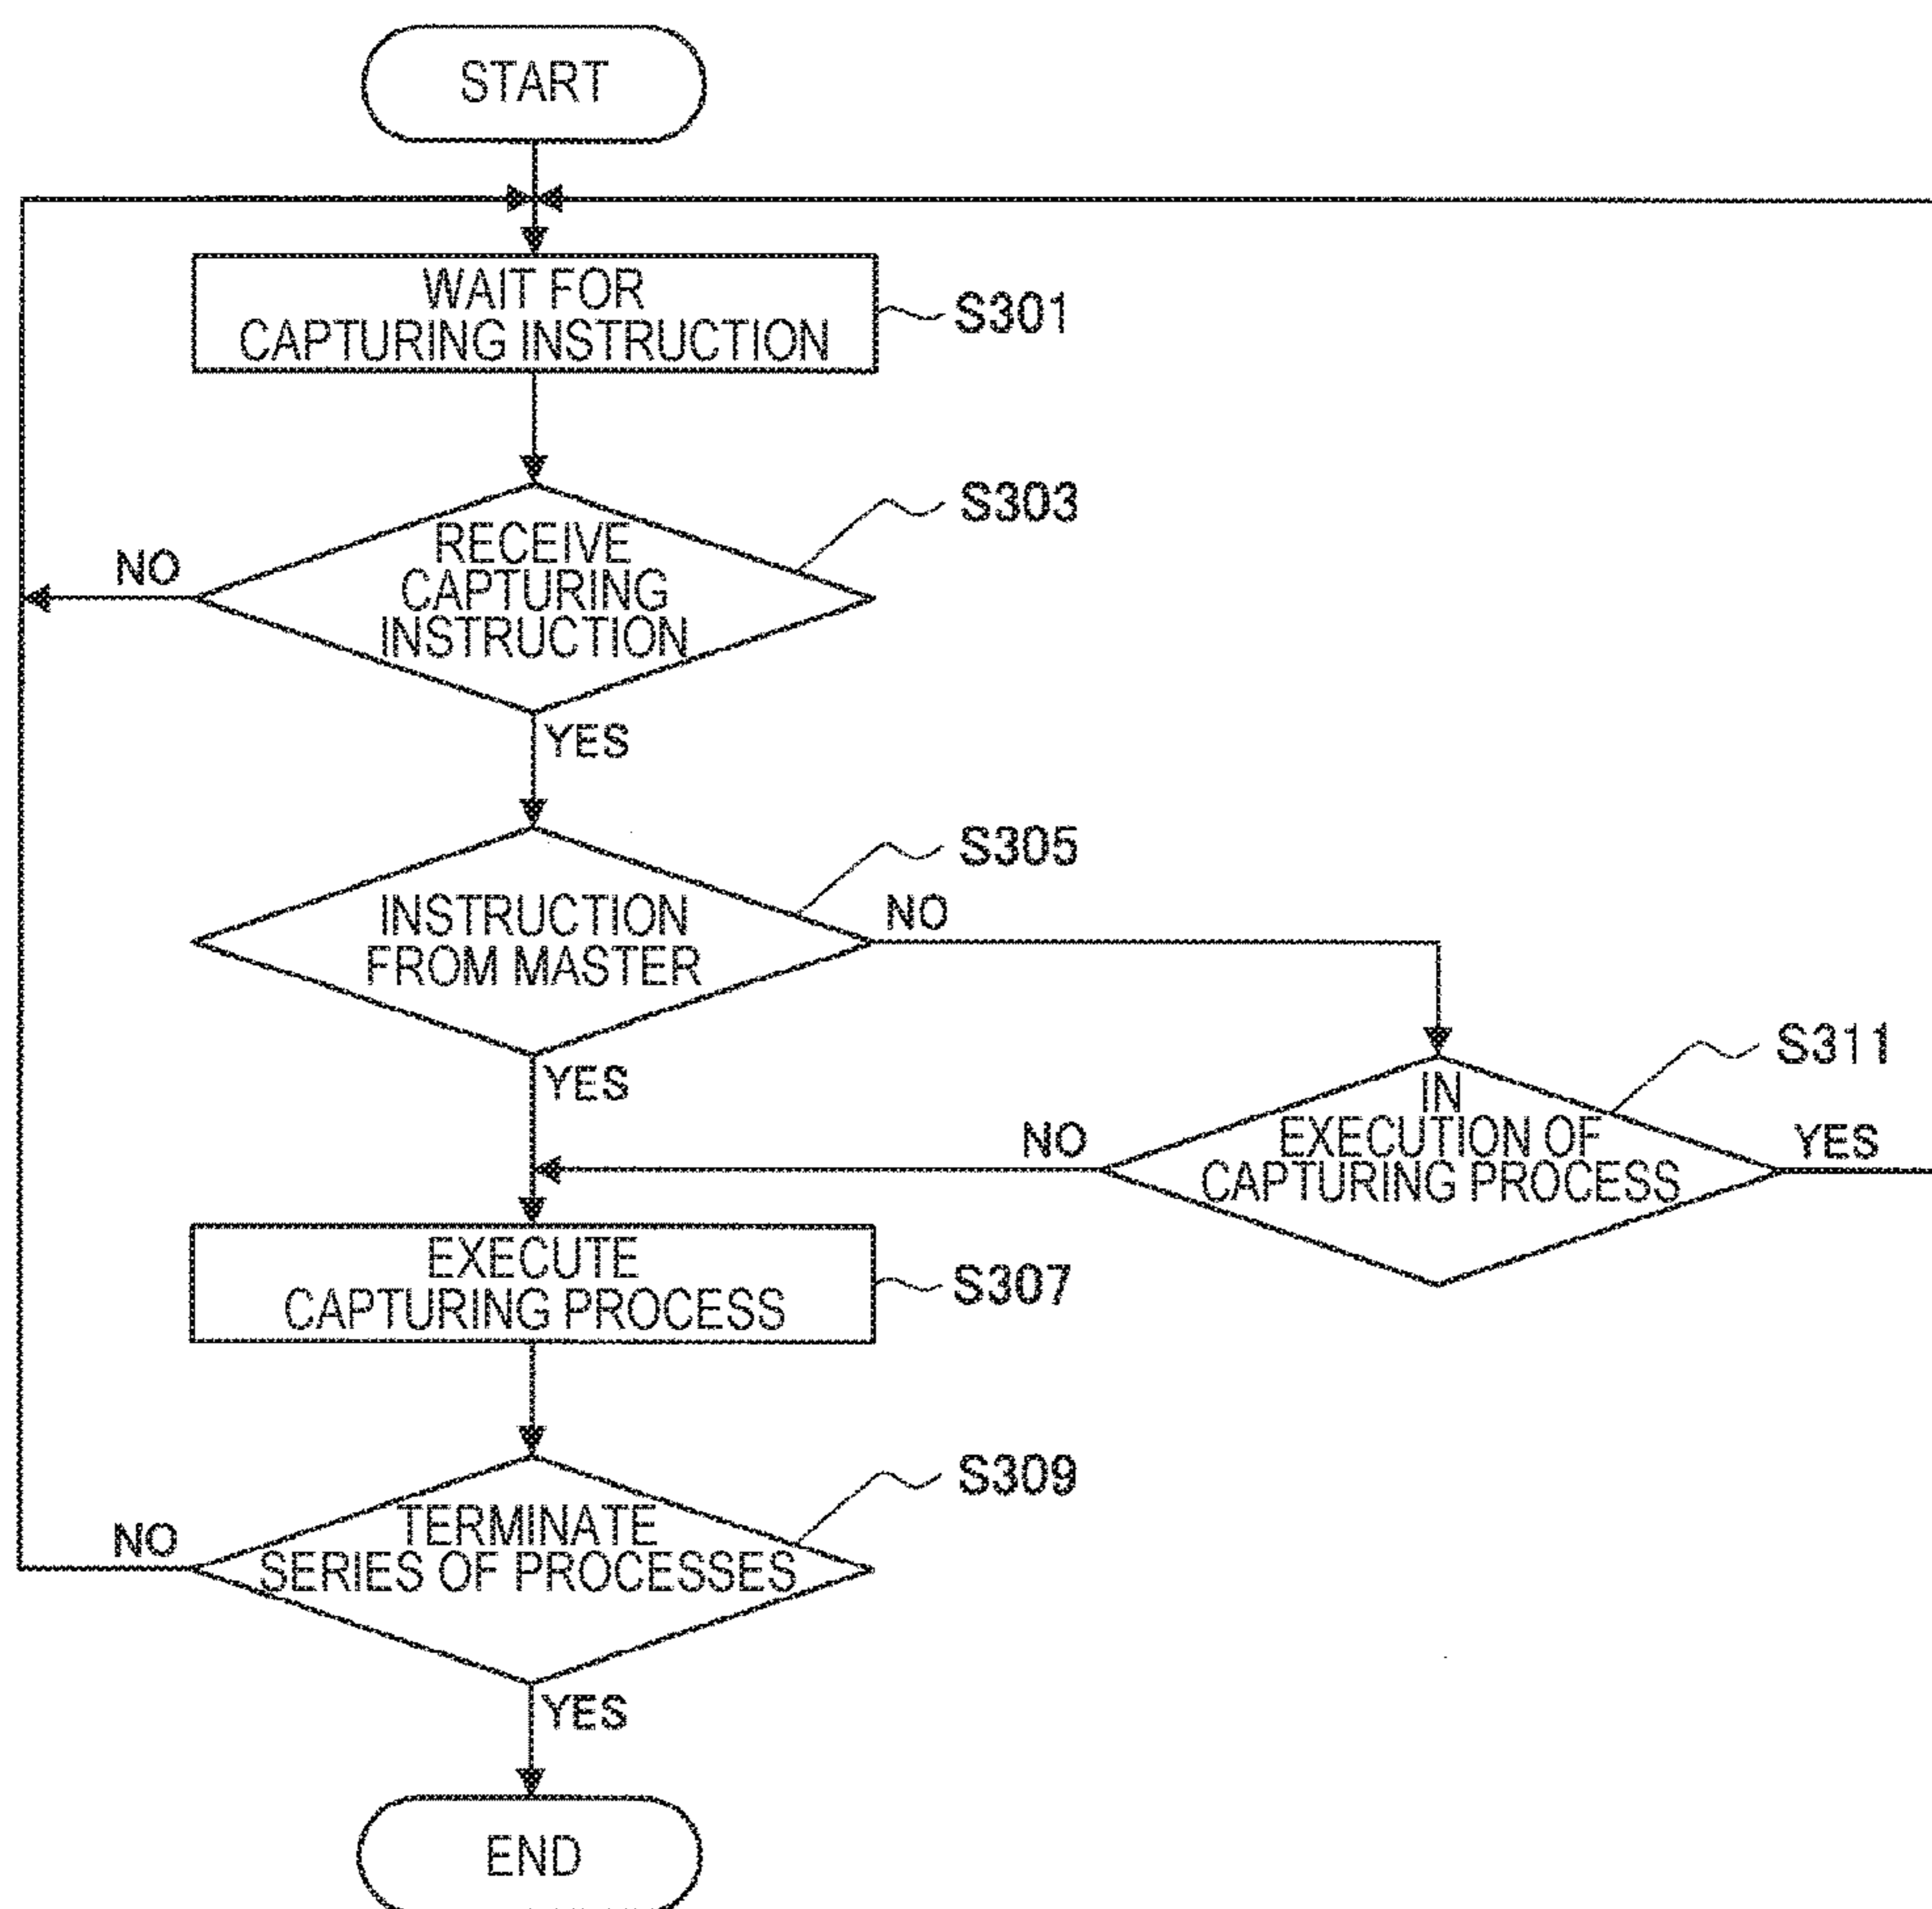 START
WAIT FOR
CAPTURING INSTRUCTION
S301
S303
RECEIVE
CAPTURING
INSTRUCTION
NO
YES
S305
INSTRUCTION
FROM MASTER
NO
YES
S311
IN
EXECUTION OF
CAPTURING PROCESS
NO
YES
EXECUTE
CAPTURING PROCESS
S307
S309
TERMINATE
SERIES OF PROCESSES
NO
YES
END